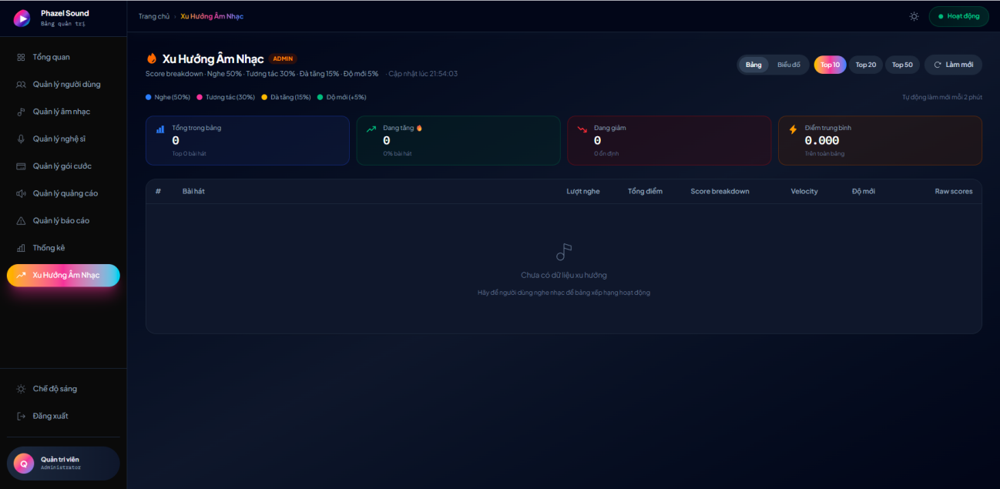 Phazel Sound
Bảng quản trị
Tổng quan
Quản lý người dùng
Quản lý âm nhạc
Quản lý nghệ sĩ
Quản lý gói cước
Quản lý quảng cáo
Quản lý báo cáo
Thống kê
Xu Hướng Âm Nhạc
Chế độ sáng
Đăng xuất
Q
Quản trị viên
Administrator
Trang chủ › Xu Hướng Âm Nhạc
Hoạt động
Xu Hướng Âm Nhạc ADMIN
Score breakdown · Nghe 50% · Tương tác 30% · Đà tăng 15% · Độ mới 5% · Cập nhật lúc 21:54:03
Bảng Biểu đồ Top 10 Top 20 Top 50 Làm mới
Nghe (50%) Tương tác (30%) Đà tăng (15%) Độ mới (+5%)
Tự động làm mới mỗi 2 phút
Tổng trong bảng
0
Top 0 bài hát
Đang tăng 🔥
0
0% bài hát
Đang giảm
0
0 ổn định
Điểm trung bình
0.000
Trên toàn bảng
# Bài hát Lượt nghe Tổng điểm Score breakdown Velocity Độ mới Raw scores
Chưa có dữ liệu xu hướng
Hãy để người dùng nghe nhạc để bảng xếp hạng hoạt động